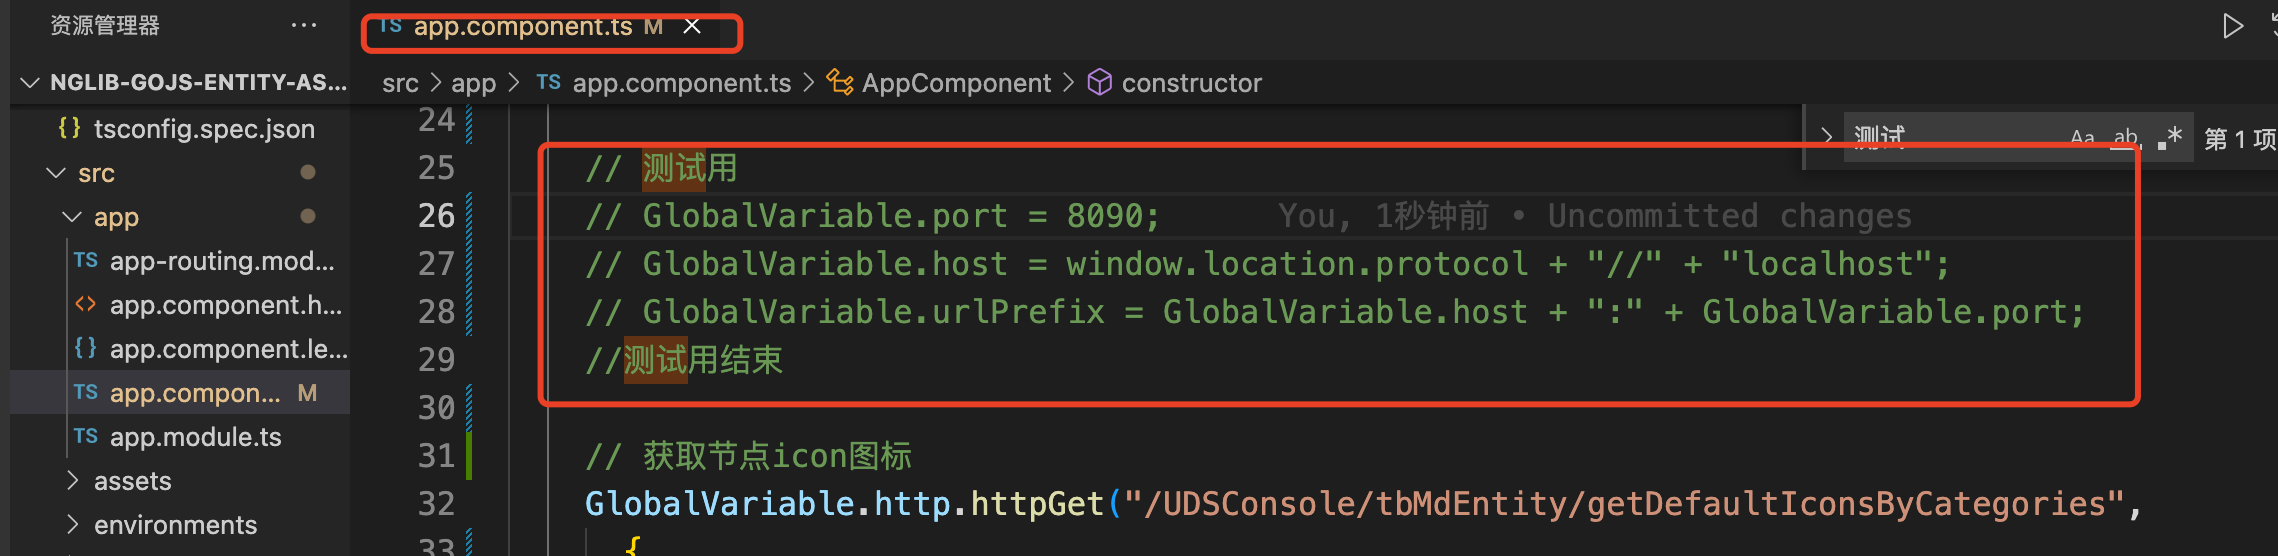 资源管理器 ···
TS app.component.ts M ×
NGLIB-GOJS-ENTITY-AS...
src > app > TS app.component.ts > AppComponent > constructor
{} tsconfig.spec.json
src
app
TS app-routing.mod...
<> app.component.h...
{} app.component.le...
TS app.compon... M
TS app.module.ts
assets
environments
测试 Aa ab .* 第 1 项
24
25 // 测试用
26 // GlobalVariable.port = 8090; You, 1秒钟前 • Uncommitted changes
27 // GlobalVariable.host = window.location.protocol + "//" + "localhost";
28 // GlobalVariable.urlPrefix = GlobalVariable.host + ":" + GlobalVariable.port;
29 //测试用结束
30
31 // 获取节点icon图标
32 GlobalVariable.http.httpGet("/UDSConsole/tbMdEntity/getDefaultIconsByCategories",
33 {